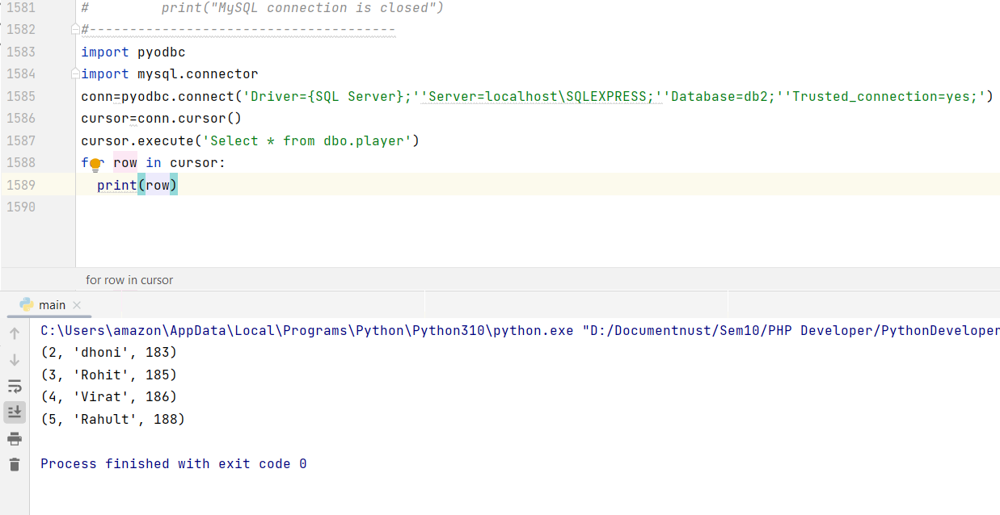 1581 #         print("MySQL connection is closed")
1582 #--------------------------------------
1583 import pyodbc
1584 import mysql.connector
1585 conn=pyodbc.connect('Driver={SQL Server};''Server=localhost\SQLEXPRESS;''Database=db2;''Trusted_connection=yes;')
1586 cursor=conn.cursor()
1587 cursor.execute('Select * from dbo.player')
1588 for row in cursor:
1589   print(row)
1590
for row in cursor
main
C:\Users\amazon\AppData\Local\Programs\Python\Python310\python.exe "D:/Documentnust/Sem10/PHP Developer/PythonDeveloper
(2, 'dhoni', 183)
(3, 'Rohit', 185)
(4, 'Virat', 186)
(5, 'Rahult', 188)
Process finished with exit code 0